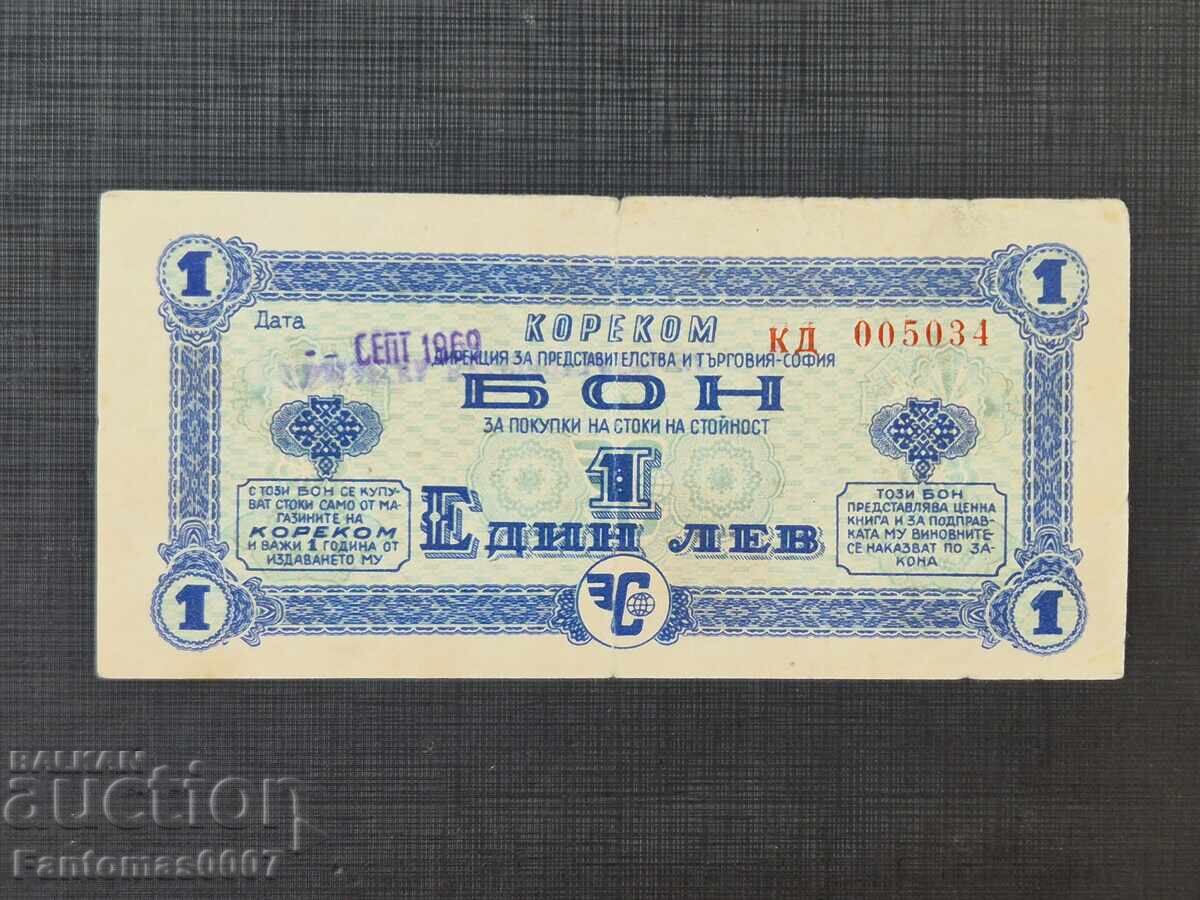 1
1
Дата
СЕПТ 1969
КОРЕКОМ
КД 005034
ДИРЕКЦИЯ ЗА ПРЕДСТАВИТЕЛСТВА И ТЪРГОВИЯ-СОФИЯ
БОН
ЗА ПОКУПКИ НА СТОКИ НА СТОЙНОСТ
1
ЕДИН ЛЕВ
С ТОЗИ БОН СЕ КУПУ-
ВАТ СТОКИ САМО ОТ МА-
ГАЗИНИТЕ НА
КОРЕКОМ
И ВАЖИ 1 ГОДИНА ОТ
ИЗДАВАНЕТО МУ
ТОЗИ БОН
ПРЕДСТАВЛЯВА ЦЕННА
КНИГА И ЗА ПОДПРАВ-
КАТА МУ ВИНОВНИТЕ-
СЕ НАКАЗВАТ ПО ЗА-
КОНА
1
1
BALKAN
auction
Fantomas0007